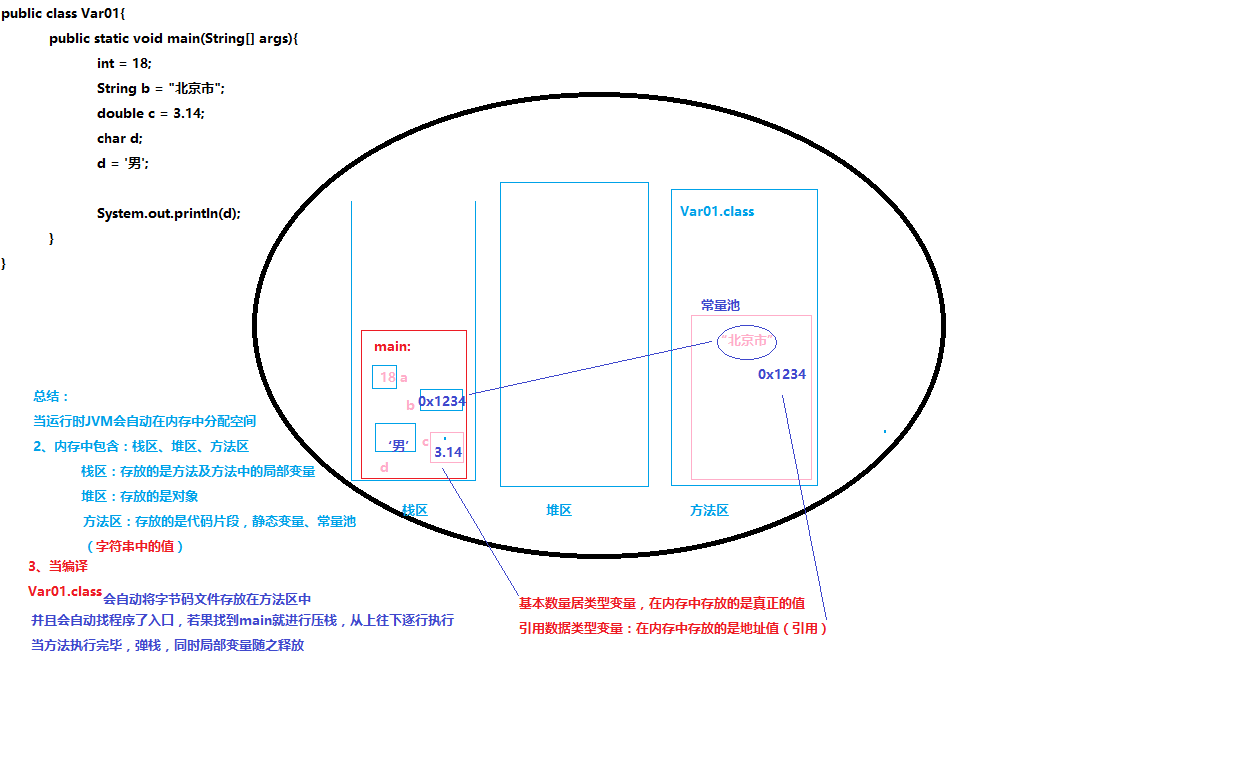 public class Var01{
public static void main(String[] args){
int = 18;
String b = "北京市";
double c = 3.14;
char d;
d = '男';
System.out.println(d);
}
}
Var01.class
常量池
"北京市"
0x1234
main:
18 a
b 0x1234
'男' c 3.14
d
栈区 堆区 方法区
总结：
当运行时JVM会自动在内存中分配空间
2、内存中包含：栈区、堆区、方法区
栈区：存放的是方法及方法中的局部变量
堆区：存放的是对象
方法区：存放的是代码片段，静态变量、常量池
（字符串中的值）
3、当编译
Var01.class会自动将字节码文件存放在方法区中
并且会自动找程序了入口，若果找到main就进行压栈，从上往下逐行执行
当方法执行完毕，弹栈，同时局部变量随之释放
基本数量居类型变量，在内存中存放的是真正的值
引用数据类型变量：在内存中存放的是地址值（引用）